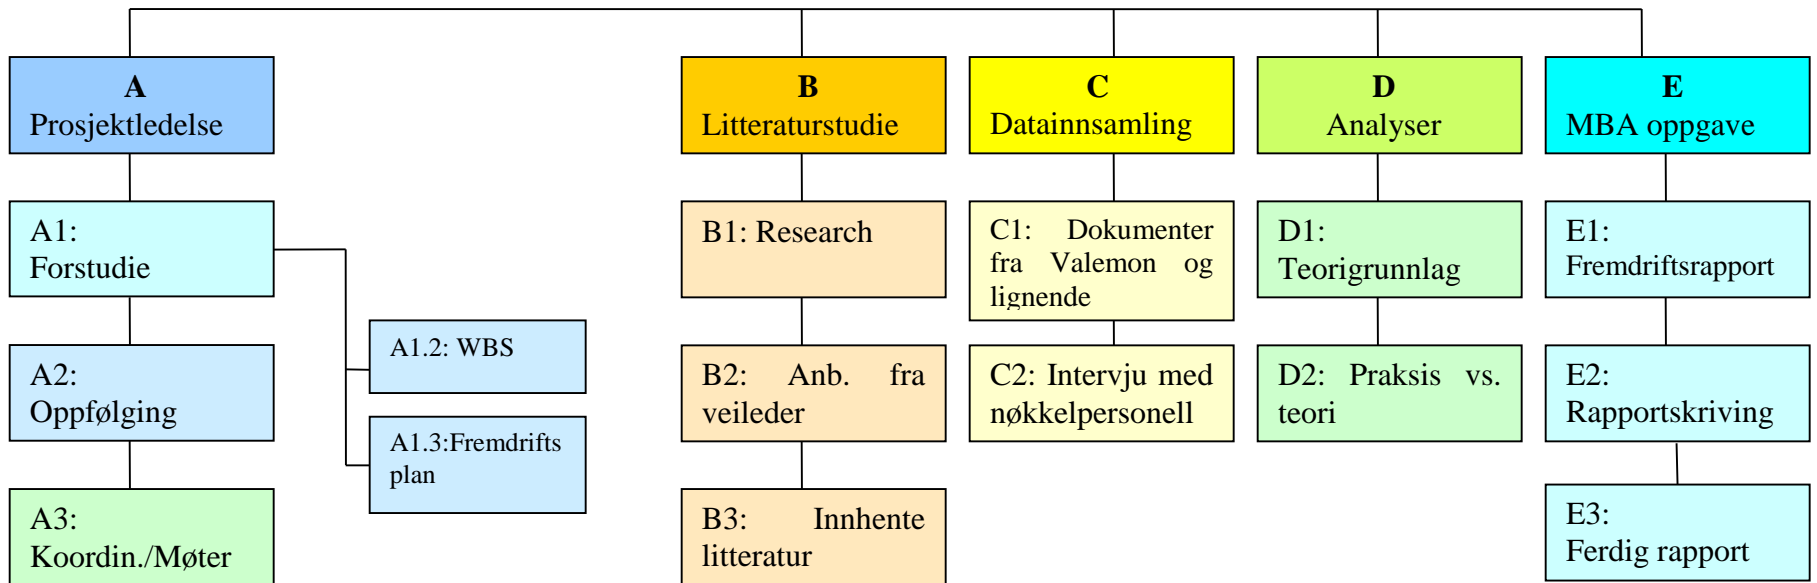 A
Prosjektledelse
B
Litteraturstudie
C
Datainnsamling
D
Analyser
E
MBA oppgave
A1:
Forstudie
B1: Research
C1: Dokumenter
fra Valemon og
lignende
D1:
Teorigrunnlag
E1:
Fremdriftsrapport
A1.2: WBS
A2:
Oppfølging
B2: Anb. fra
veileder
C2: Intervju med
nøkkelpersonell
D2: Praksis vs.
teori
E2:
Rapportskriving
A1.3:Fremdrifts
plan
A3:
Koordin./Møter
B3: Innhente
litteratur
E3:
Ferdig rapport